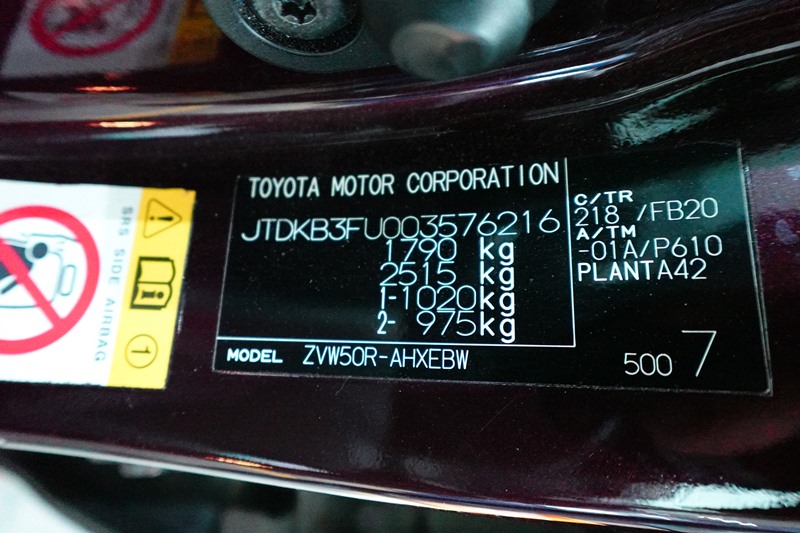 TOYOTA MOTOR CORPORATION
JTDKB3FU003576216
1790 kg
2515 kg
1-1020kg
2- 975kg
MODEL ZVW50R-AHXEBW
C/TR
218 /FB20
A/TM
-01A/P610
PLANTA42
500 7
SRS SIDE AIRBAG
1